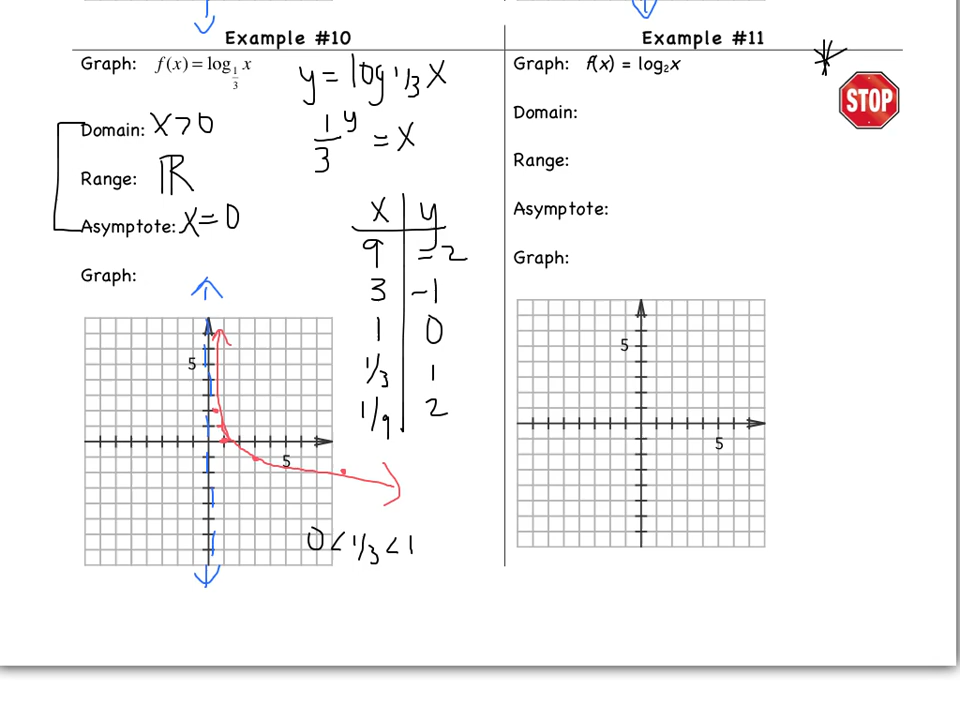 Example #10
Graph: f(x) = log 1/3 x
y = log 1/3 X
Domain: X>0
1/3 y = X
Range: ℝ
Asymptote: X=0
X y
9 =2
3 -1
1 0
1/3 1
1/9 2
Graph:
5
5
0 < 1/3 < 1
Example #11
Graph: f(x) = log₂x
STOP
Domain:
Range:
Asymptote:
Graph:
5
5